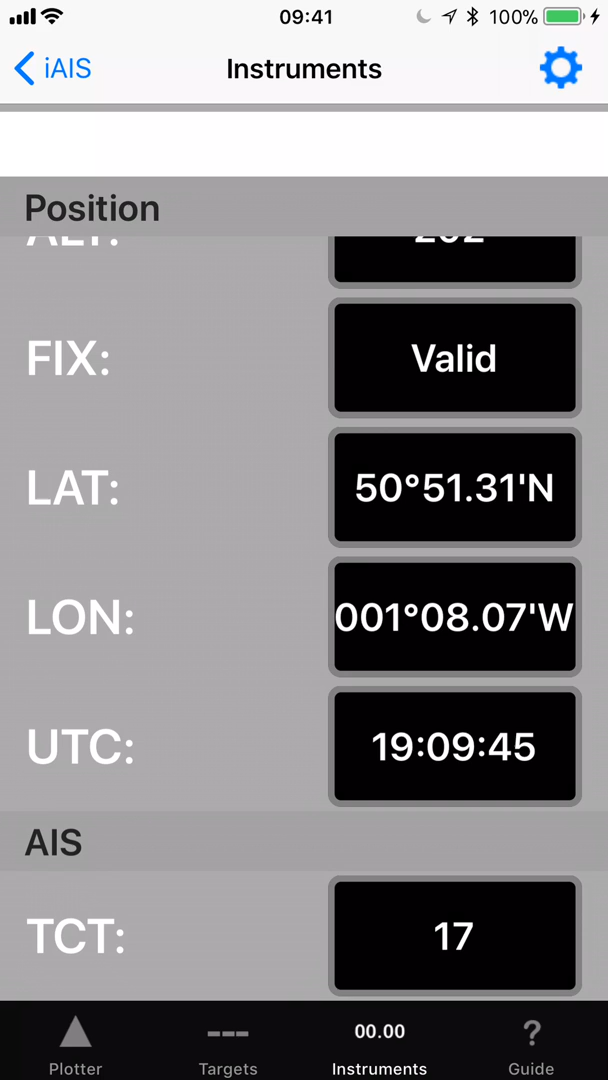 09:41 100%
iAIS Instruments
Position
FIX: Valid
LAT: 50°51.31'N
LON: 001°08.07'W
UTC: 19:09:45
AIS
TCT: 17
00.00
Plotter Targets Instruments Guide